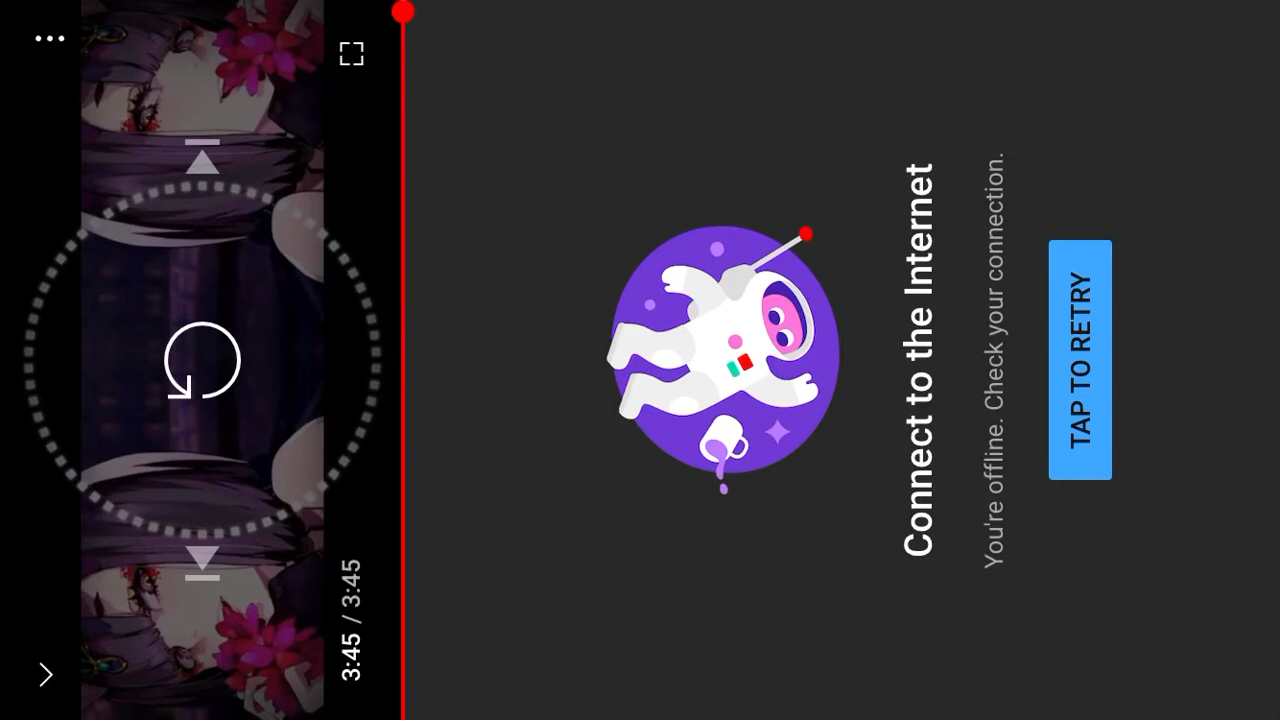 3:45 / 3:45
Connect to the Internet
You're offline. Check your connection.
TAP TO RETRY